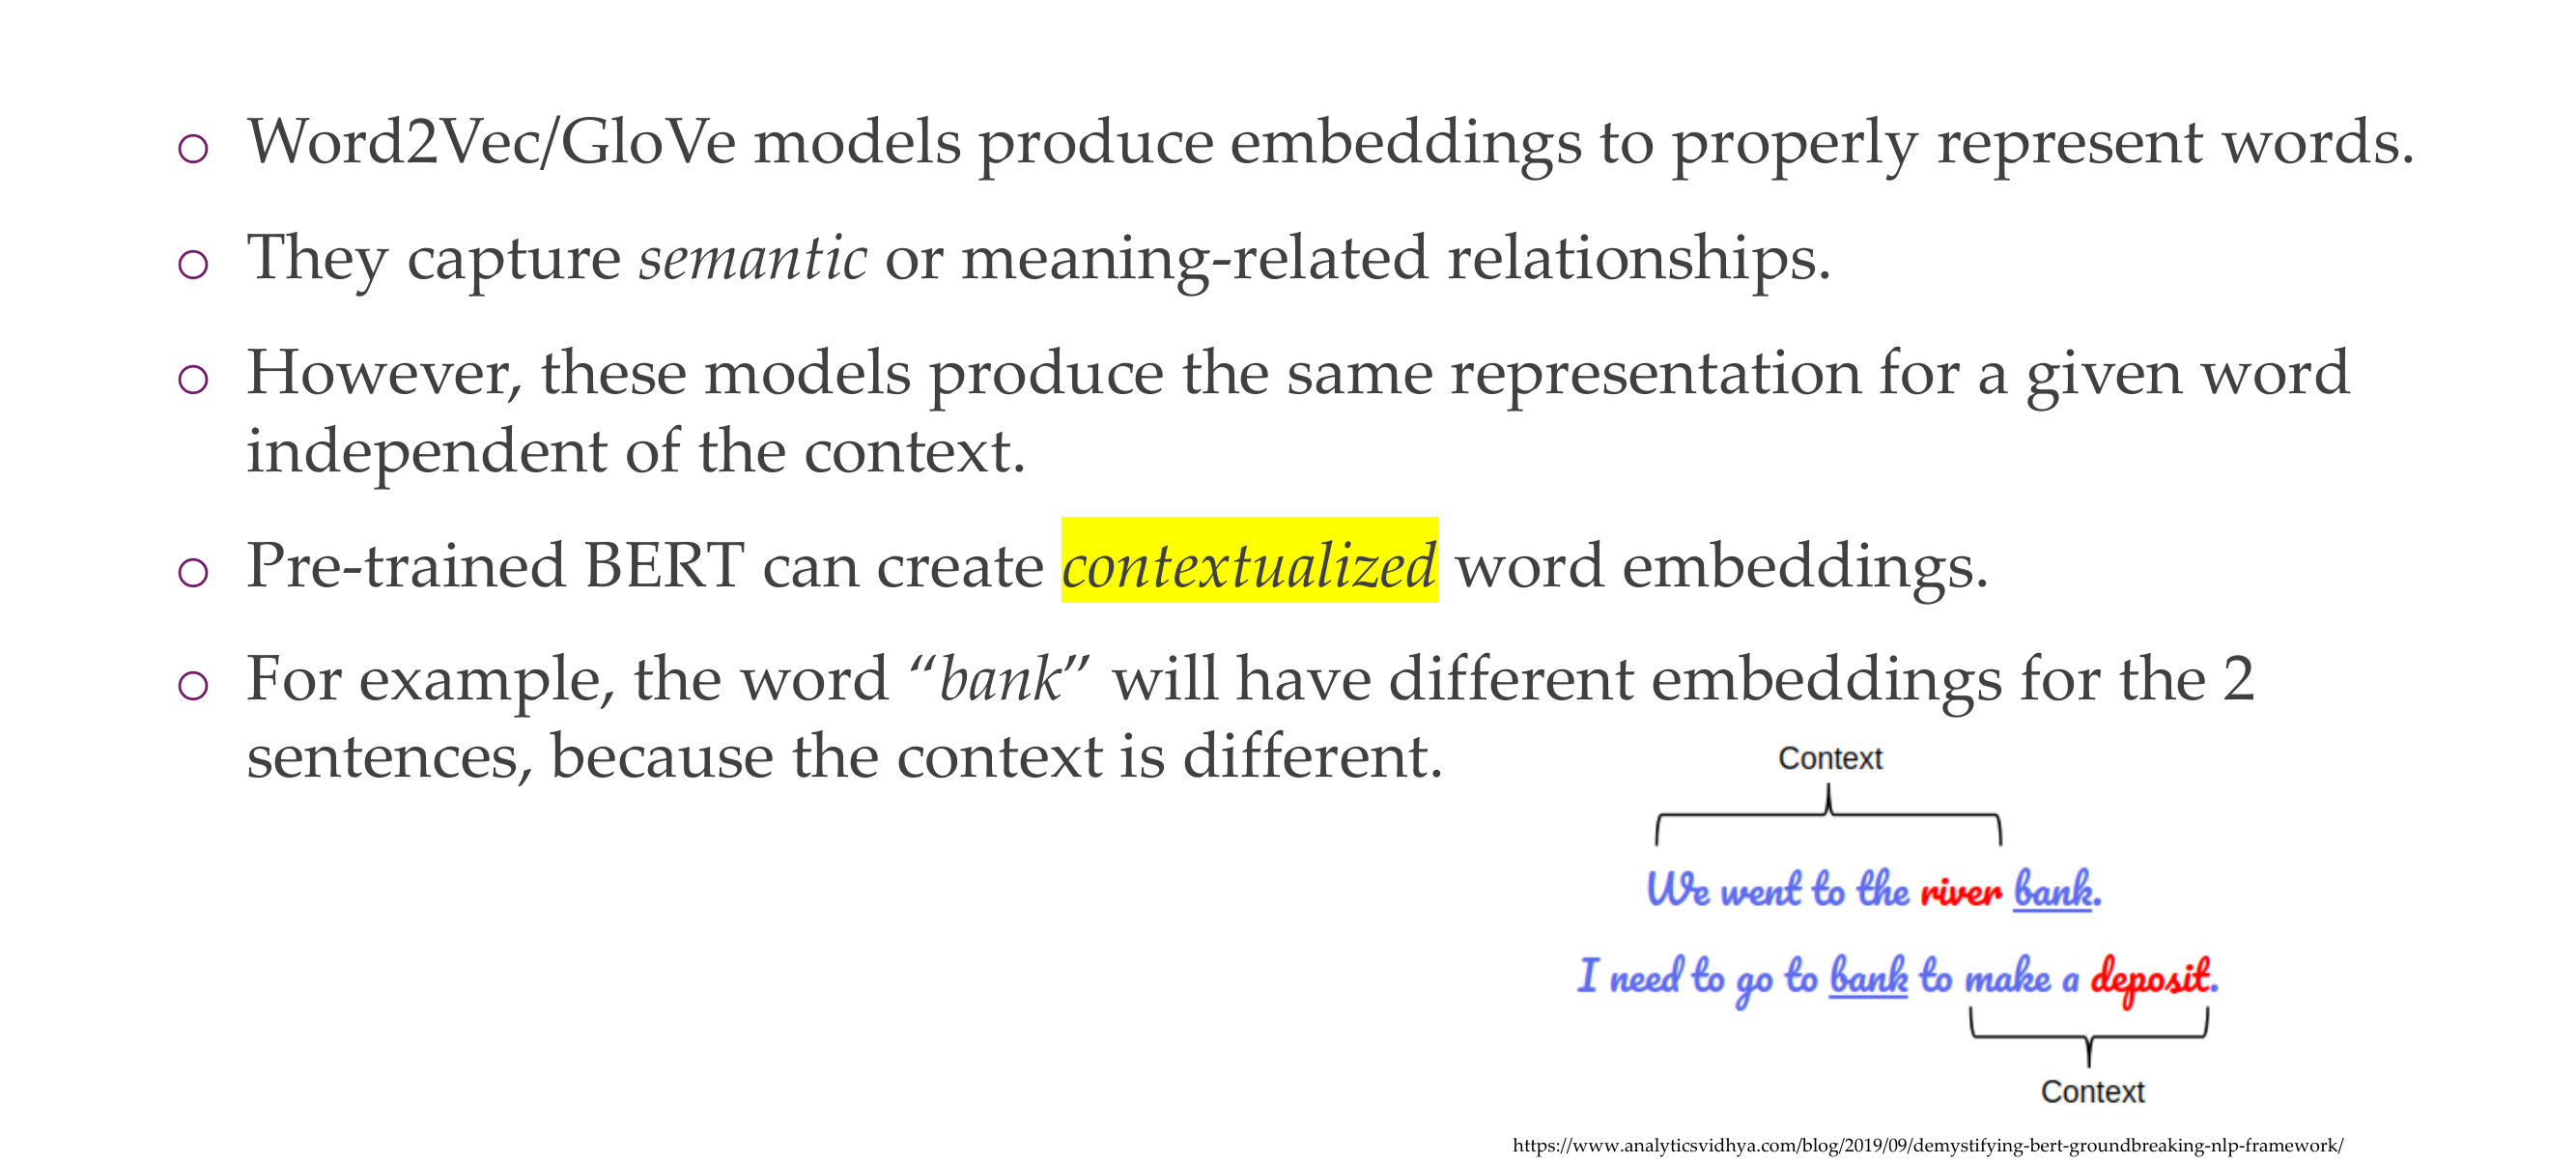 ○ Word2Vec/GloVe models produce embeddings to properly represent words.
○ They capture semantic or meaning-related relationships.
○ However, these models produce the same representation for a given word
independent of the context.
○ Pre-trained BERT can create contextualized word embeddings.
○ For example, the word “bank” will have different embeddings for the 2
sentences, because the context is different.
Context
We went to the river bank.
I need to go to bank to make a deposit.
Context
https://www.analyticsvidhya.com/blog/2019/09/demystifying-bert-groundbreaking-nlp-framework/